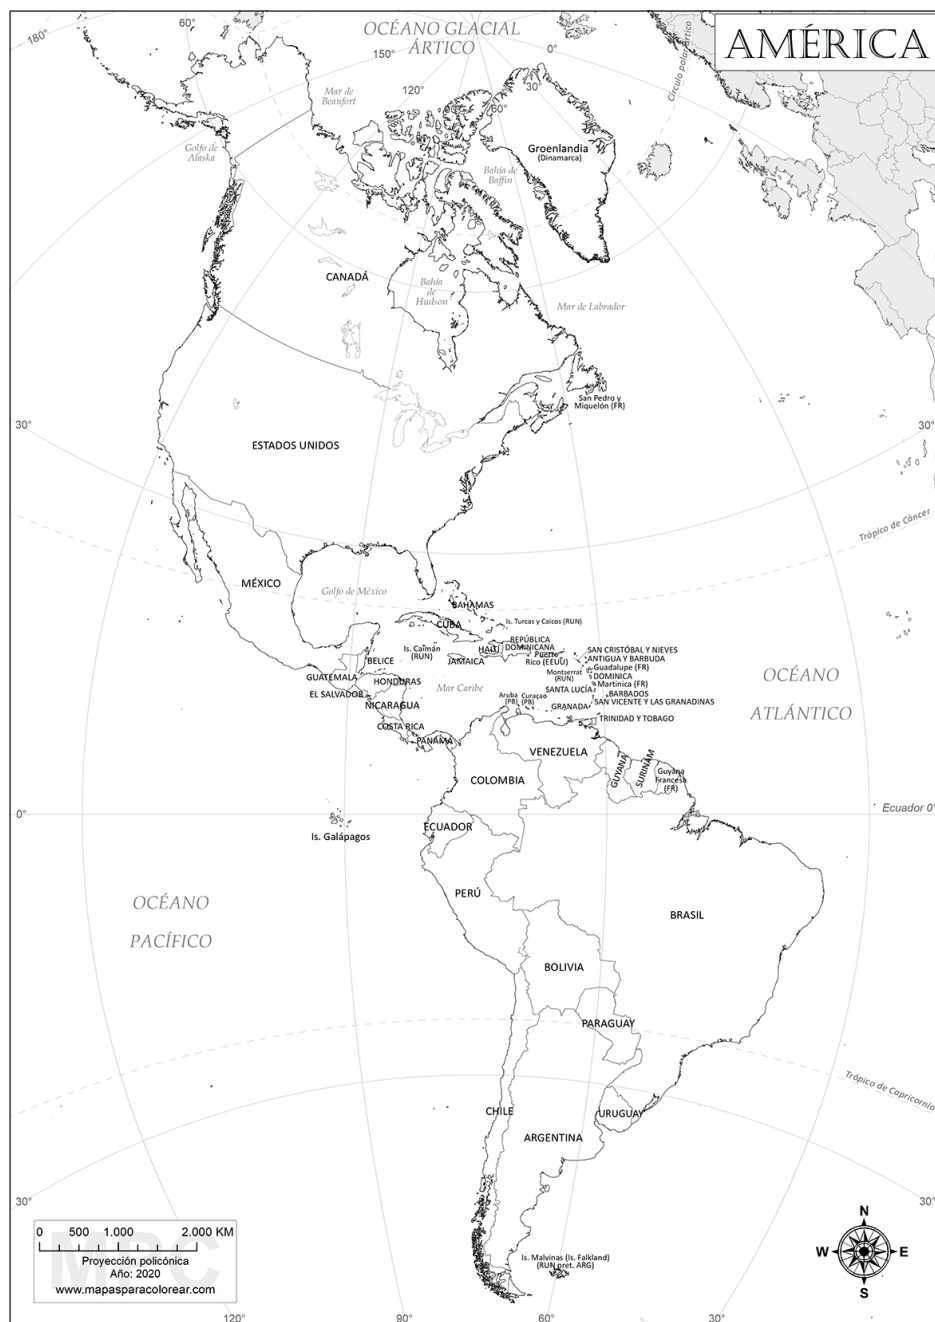 AMÉRICA
OCÉANO GLACIAL
ÁRTICO
180°
60°
150°
120°
60°
30°
0°
Círculo polar ártico
Mar de
Beaufort
Golfo de
Alaska
Groenlandia
(Dinamarca)
Bahía de
Baffin
CANADÁ
Bahía
de
Hudson
Mar de Labrador
San Pedro y
Miquelón (FR)
30°
30°
ESTADOS UNIDOS
Trópico de Cáncer
MÉXICO
Golfo de México
BAHAMAS
CUBA
Is. Turcas y Caicos (RUN)
Is. Caimán
(RUN)
JAMAICA
HAITÍ
REPÚBLICA
DOMINICANA
Puerto
Rico (EEUU)
SAN CRISTÓBAL Y NIEVES
ANTIGUA Y BARBUDA
Guadalupe (FR)
Montserrat
(RUN)
DOMINICA
Martinica (FR)
SANTA LUCÍA
BARBADOS
SAN VICENTE Y LAS GRANADINAS
GRANADA
TRINIDAD Y TOBAGO
Aruba
(PB)
Curaçao
(PB)
BELICE
GUATEMALA
HONDURAS
EL SALVADOR
NICARAGUA
COSTA RICA
PANAMÁ
Mar Caribe
OCÉANO
ATLÁNTICO
VENEZUELA
COLOMBIA
GUYANA
SURINAM
Guyana
Francesa
(FR)
0°
Ecuador 0°
Is. Galápagos
ECUADOR
PERÚ
BRASIL
OCÉANO
PACÍFICO
BOLIVIA
PARAGUAY
Trópico de Capricornio
CHILE
URUGUAY
ARGENTINA
30°
30°
Is. Malvinas (Is. Falkland)
(RUN pret. ARG)
0 500 1.000 2.000 KM
MPC
Proyección policónica
Año: 2020
www.mapasparacolorear.com
N
W
E
S
120°
90°
60°
30°